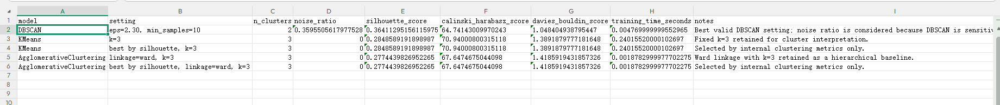 A B C D E F G H I
1 model setting n_clusters noise_ratio silhouette_score calinski_harabasz_score davies_bouldin_score training_time_seconds notes
2 DBSCAN eps=2.30, min_samples=10 2 0.3595505617977528 0.36411295156115975 64.74143009970243 1.048404938795447 0.004769999999552965 Best valid DBSCAN setting; noise ratio is considered because DBSCAN is sensitiv
3 KMeans k=3 3 0 0.2848589191898987 70.94000800315118 1.3891879777181648 0.24015520000102697 Fixed k=3 retained for cluster interpretation.
4 KMeans best by silhouette, k=3 3 0 0.2848589191898987 70.94000800315118 1.3891879777181648 0.24015520000102697 Selected by internal clustering metrics only.
5 AgglomerativeClustering linkage=ward, k=3 3 0 0.2774439826952265 67.6474675044098 1.4185919431857326 0.0018782999977702275 Ward linkage with k=3 retained as a hierarchical baseline.
6 AgglomerativeClustering best by silhouette, linkage=ward, k=3 3 0 0.2774439826952265 67.6474675044098 1.4185919431857326 0.0018782999977702275 Selected by internal clustering metrics only.
7
8
9
10